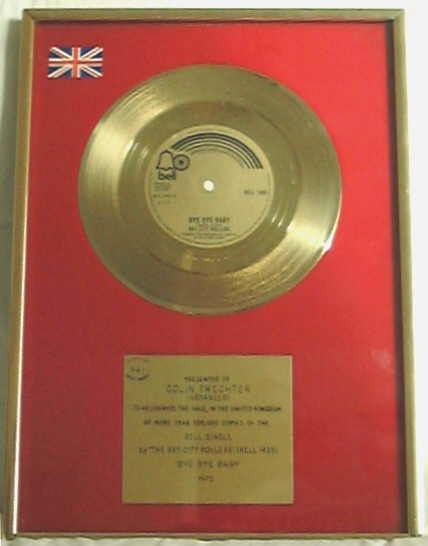 bell
BYE BYE BABY
BAY CITY ROLLERS
PRESENTED TO
COLIN FRECHTER
(ARRANGER)
TO RECOGNISE THE SALE, IN THE UNITED KINGDOM
OF MORE THAN 500,000 COPIES OF THE
BELL SINGLE
by "THE BAY CITY ROLLERS (BELL 1409)
"BYE BYE BABY"
1975